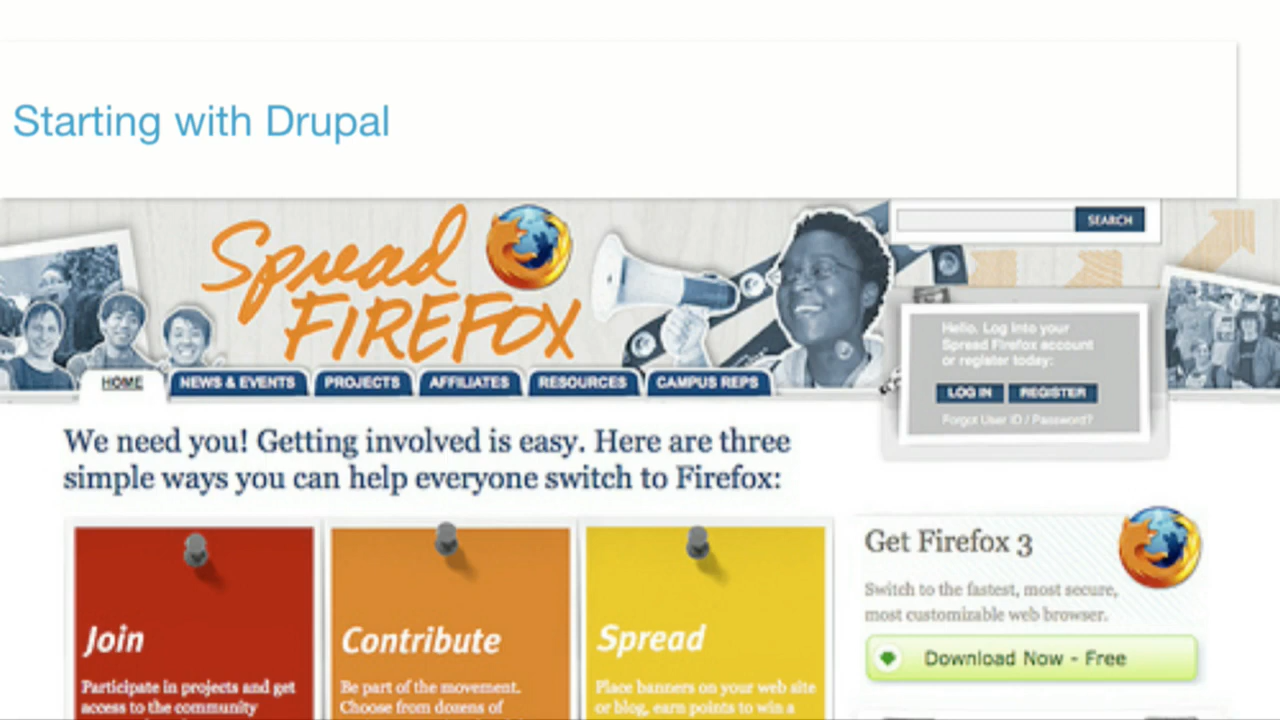 Starting with Drupal
Spread
FIREFOX
SEARCH
Hello. Log into your
Spread Firefox account
or register today:
LOG IN REGISTER
Forgot User ID / Password?
HOME NEWS & EVENTS PROJECTS AFFILIATES RESOURCES CAMPUS REPS
We need you! Getting involved is easy. Here are three
simple ways you can help everyone switch to Firefox:
Join
Participate in projects and get
access to the community
Contribute
Be part of the movement.
Choose from dozens of
Spread
Place banners on your web site
or blog, earn points to win a
Get Firefox 3
Switch to the fastest, most secure,
most customizable web browser.
Download Now - Free